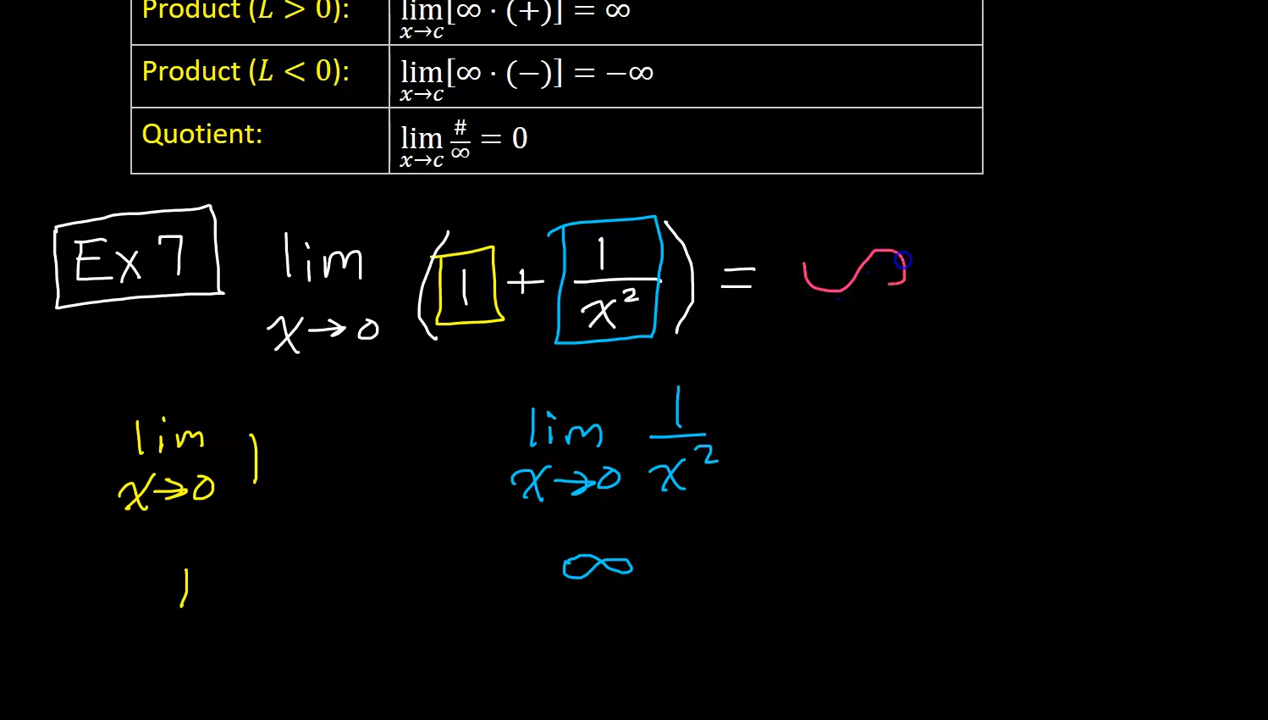 Product (L > 0): lim x→c [∞ · (+)] = ∞
Product (L < 0): lim x→c [∞ · (−)] = −∞
Quotient: lim x→c #/∞ = 0
Ex 7 lim x→0 (1 + 1/x²) =
lim x→0 1 lim x→0 1/x²
1 ∞